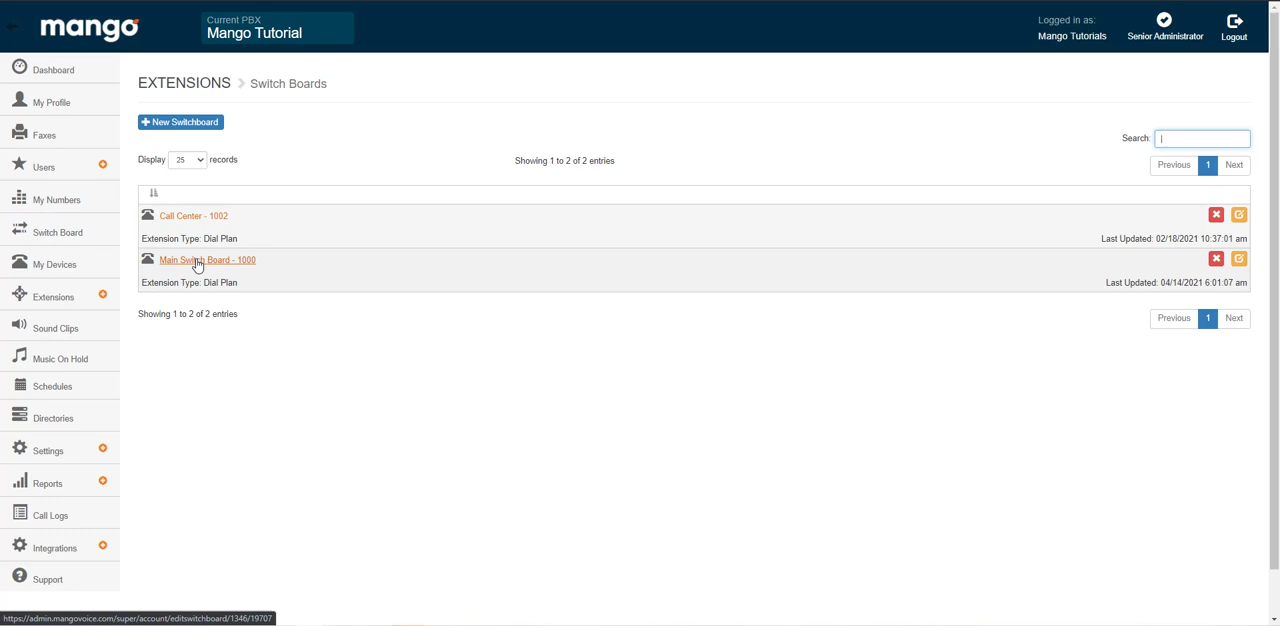 mango
Current PBX
Mango Tutorial
Logged in as:
Mango Tutorials
Senior Administrator
Logout
Dashboard
My Profile
Faxes
Users
My Numbers
Switch Board
My Devices
Extensions
Sound Clips
Music On Hold
Schedules
Directories
Settings
Reports
Call Logs
Integrations
Support
EXTENSIONS > Switch Boards
New Switchboard
Search:
Display 25 records
Showing 1 to 2 of 2 entries
Previous 1 Next
Call Center - 1002
Extension Type: Dial Plan
Last Updated: 02/18/2021 10:37:01 am
Main Switch Board - 1000
Extension Type: Dial Plan
Last Updated: 04/14/2021 6:01:07 am
Showing 1 to 2 of 2 entries
Previous 1 Next
https://admin.mangovoice.com/super/account/editswitchboard/1346/19707